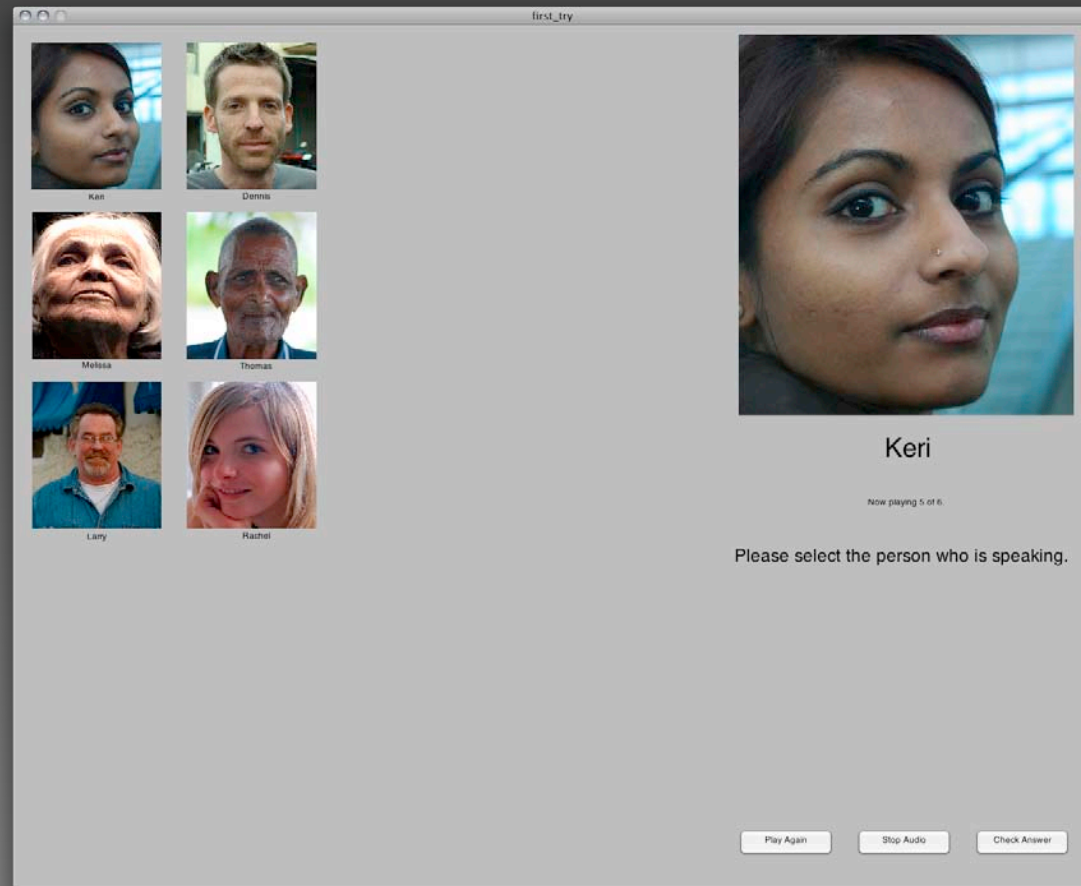 first_try
Keri
Dennis
Melissa
Thomas
Larry
Rachel
Keri
Now playing 5 of 6.
Please select the person who is speaking.
Play Again
Stop Audio
Check Answer